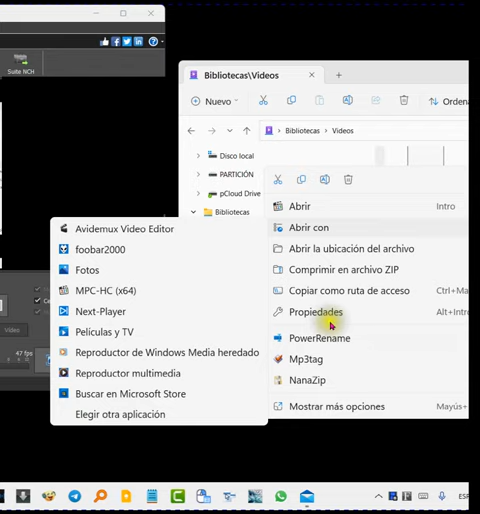 Suite NCH
Bibliotecas\Videos
Nuevo
Ordena
Bibliotecas
Videos
Disco local
PARTICIÓN
pCloud Drive
Bibliotecas
Abrir
Intro
Abrir con
Abrir la ubicación del archivo
Comprimir en archivo ZIP
Copiar como ruta de acceso
Ctrl+Ma
Propiedades
Alt+Intro
PowerRename
Mp3tag
NanaZip
Mostrar más opciones
Mayús+
Avidemux Video Editor
foobar2000
Fotos
MPC-HC (x64)
Next-Player
Películas y TV
Reproductor de Windows Media heredado
Reproductor multimedia
Buscar en Microsoft Store
Elegir otra aplicación
Ce
Vídeo
47 fps
ESP